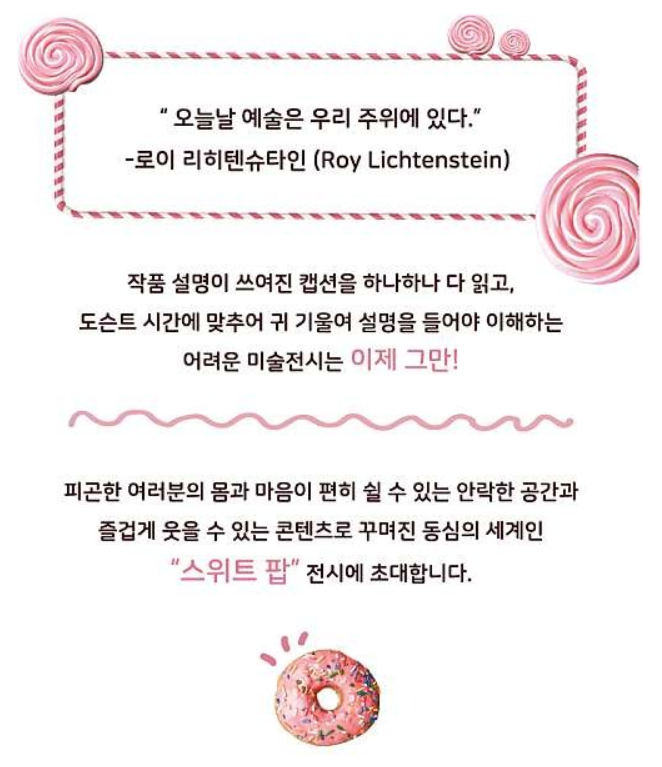 “ 오늘날 예술은 우리 주위에 있다.”
-로이 리히텐슈타인 (Roy Lichtenstein)
작품 설명이 쓰여진 캡션을 하나하나 다 읽고,
도슨트 시간에 맞추어 귀 기울여 설명을 들어야 이해하는
어려운 미술전시는 이제 그만!
피곤한 여러분의 몸과 마음이 편히 쉴 수 있는 안락한 공간과
즐겁게 웃을 수 있는 콘텐츠로 꾸며진 동심의 세계인
“스위트 팝” 전시에 초대합니다.